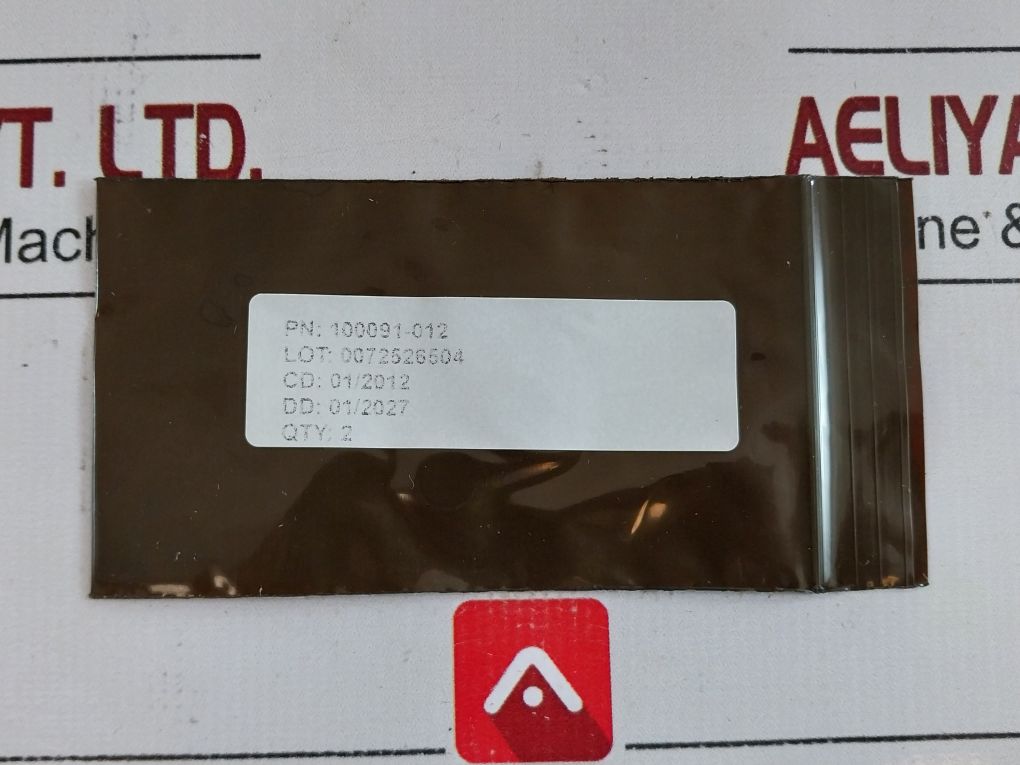 T. LTD.
AELIYA
Mach
ne &
PN: 100091-012
LOT: 0072526504
CD: 01/2012
DD: 01/2027
QTY: 2